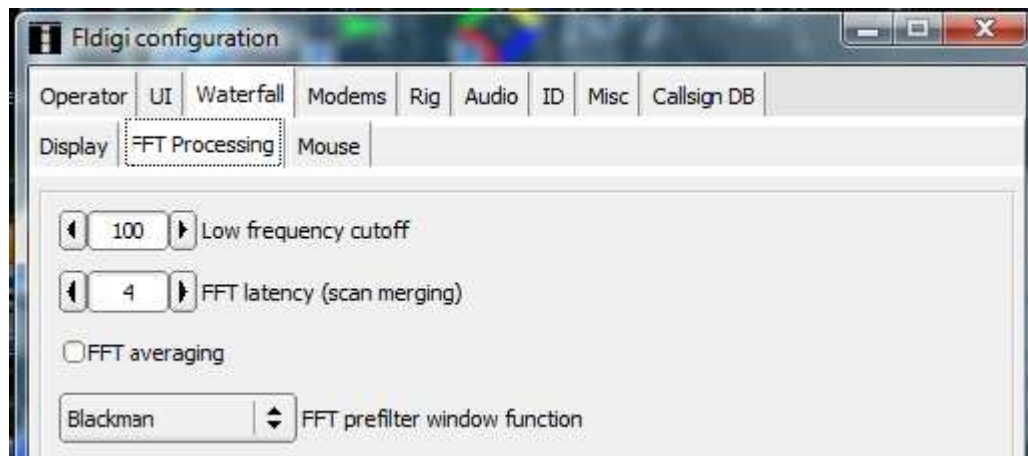 Fldigi configuration
Operator UI Waterfall Modems Rig Audio ID Misc Callsign DB
Display FFT Processing Mouse
100 Low frequency cutoff
4 FFT latency (scan merging)
FFT averaging
Blackman FFT prefilter window function